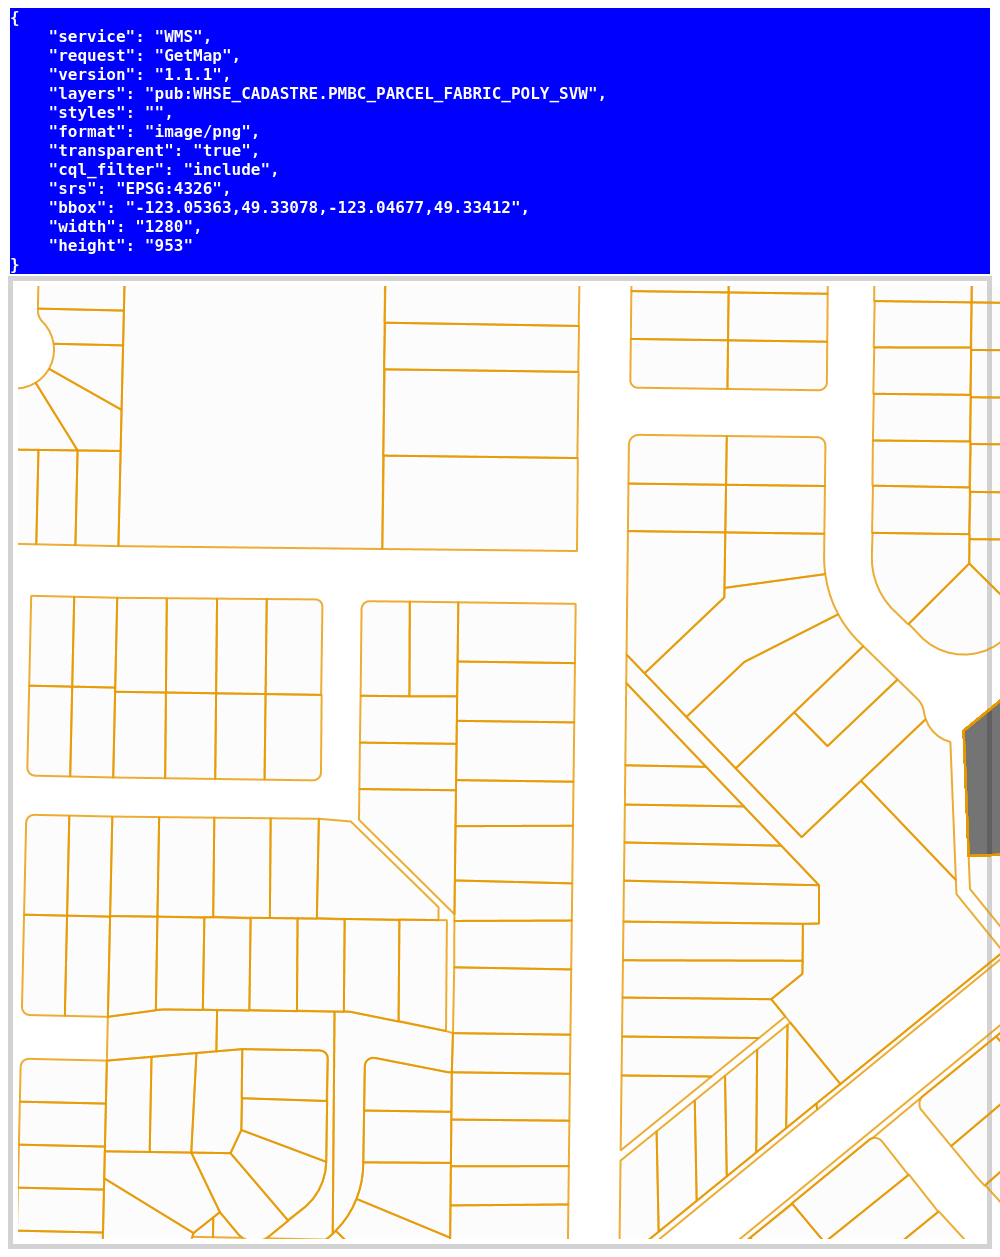 {
    "service": "WMS",
    "request": "GetMap",
    "version": "1.1.1",
    "layers": "pub:WHSE_CADASTRE.PMBC_PARCEL_FABRIC_POLY_SVW",
    "styles": "",
    "format": "image/png",
    "transparent": "true",
    "cql_filter": "include",
    "srs": "EPSG:4326",
    "bbox": "-123.05363,49.33078,-123.04677,49.33412",
    "width": "1280",
    "height": "953"
}